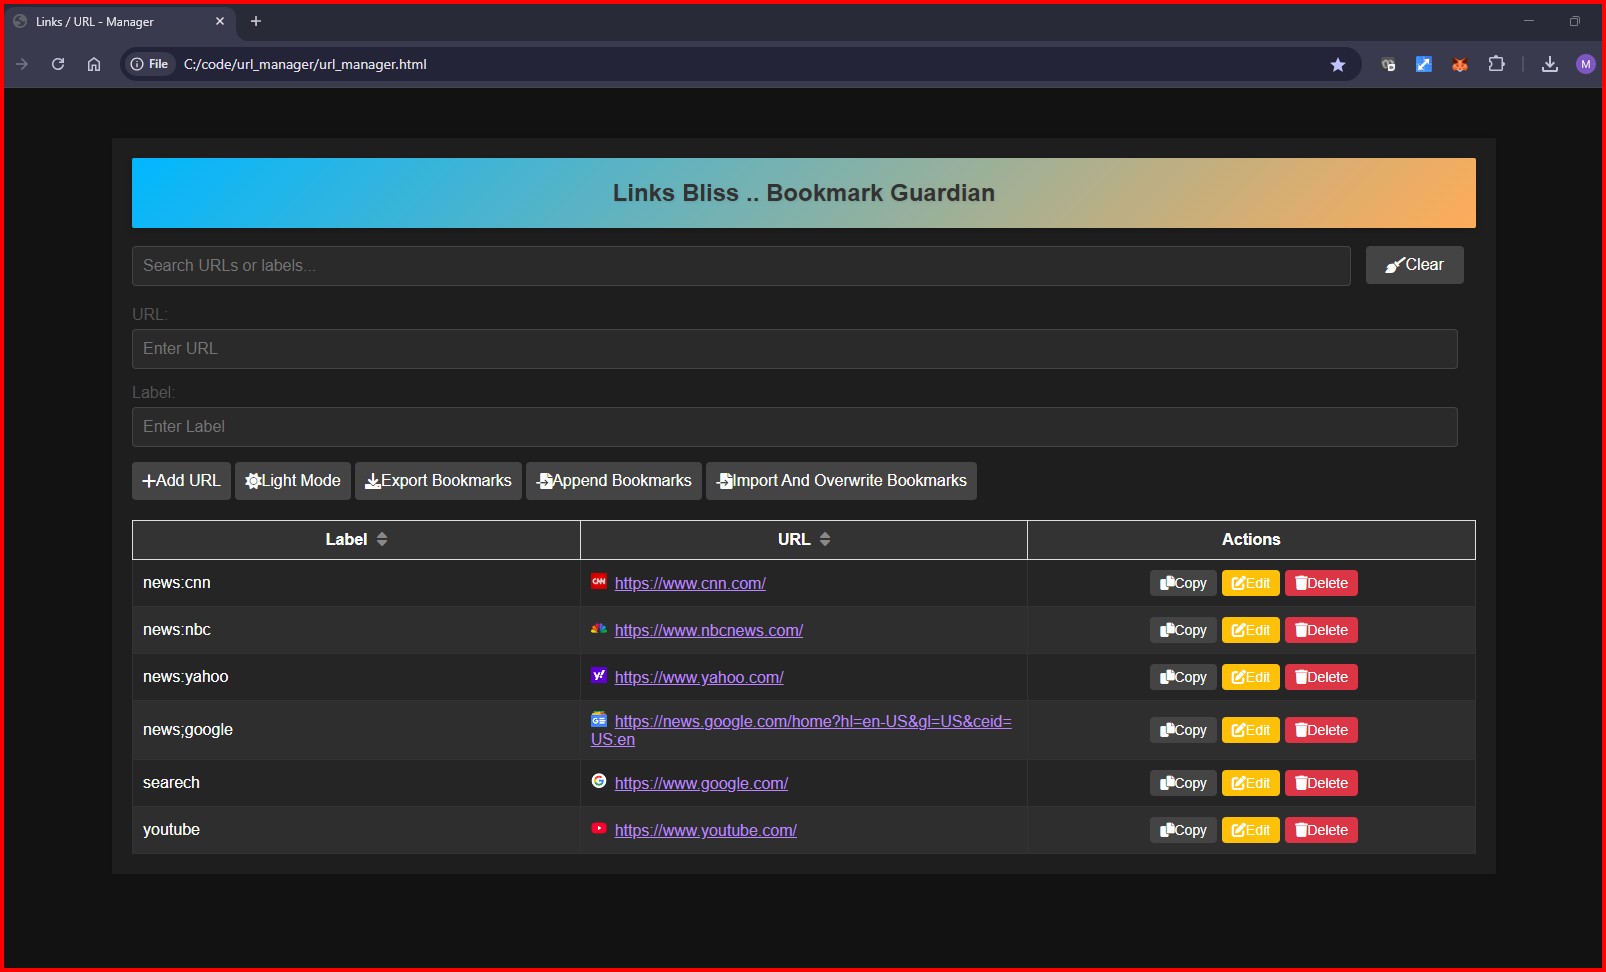 Links / URL - Manager
File C:/code/url_manager/url_manager.html M
Links Bliss .. Bookmark Guardian
Search URLs or labels... Clear
URL:
Enter URL
Label:
Enter Label
Add URL Light Mode Export Bookmarks Append Bookmarks Import And Overwrite Bookmarks
Label URL Actions
news:cnn CNN https://www.cnn.com/ Copy Edit Delete
news:nbc https://www.nbcnews.com/ Copy Edit Delete
news:yahoo y! https://www.yahoo.com/ Copy Edit Delete
news;google https://news.google.com/home?hl=en-US&gl=US&ceid=
US:en Copy Edit Delete
searech G https://www.google.com/ Copy Edit Delete
youtube https://www.youtube.com/ Copy Edit Delete